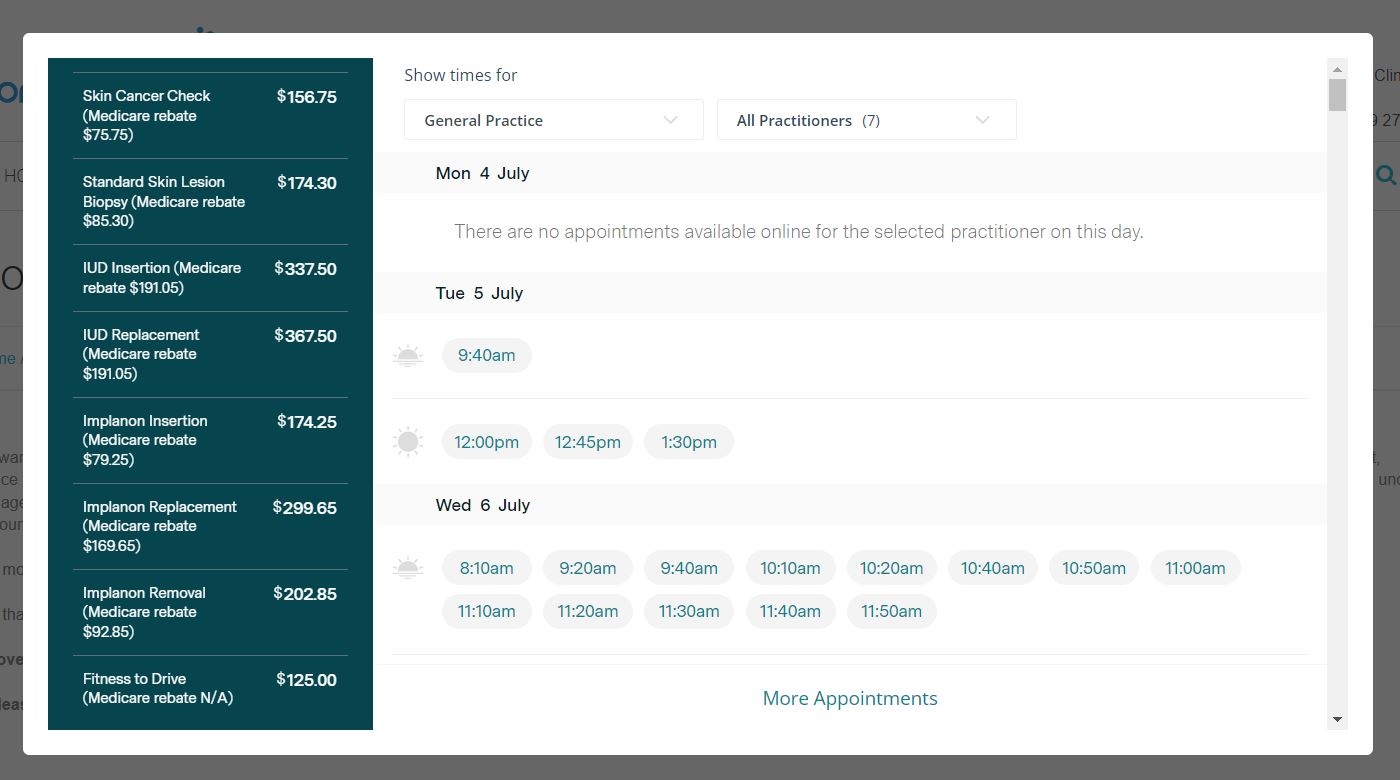 Skin Cancer Check $156.75
(Medicare rebate
$75.75)
Standard Skin Lesion $174.30
Biopsy (Medicare rebate
$85.30)
IUD Insertion (Medicare $337.50
rebate $191.05)
IUD Replacement $367.50
(Medicare rebate
$191.05)
Implanon Insertion $174.25
(Medicare rebate
$79.25)
Implanon Replacement $299.65
(Medicare rebate
$169.65)
Implanon Removal $202.85
(Medicare rebate
$92.85)
Fitness to Drive $125.00
(Medicare rebate N/A)
Show times for
General Practice All Practitioners (7)
Mon 4 July
There are no appointments available online for the selected practitioner on this day.
Tue 5 July
9:40am
12:00pm 12:45pm 1:30pm
Wed 6 July
8:10am 9:20am 9:40am 10:10am 10:20am 10:40am 10:50am 11:00am
11:10am 11:20am 11:30am 11:40am 11:50am
More Appointments